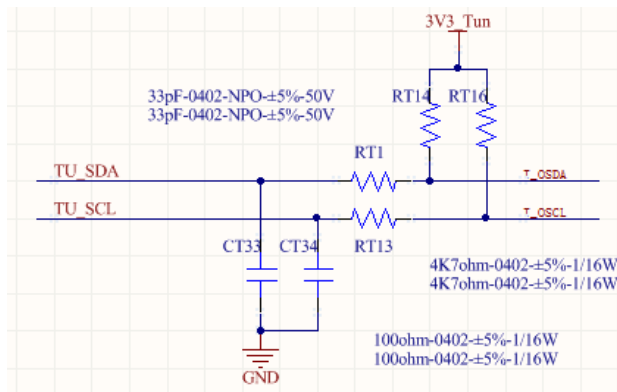 3V3_Tun
33pF-0402-NPO-±5%-50V
33pF-0402-NPO-±5%-50V
RT14
RT16
RT1
TU_SDA
T_OSDA
TU_SCL
T_OSCL
CT33
CT34
RT13
4K7ohm-0402-±5%-1/16W
4K7ohm-0402-±5%-1/16W
100ohm-0402-±5%-1/16W
100ohm-0402-±5%-1/16W
GND